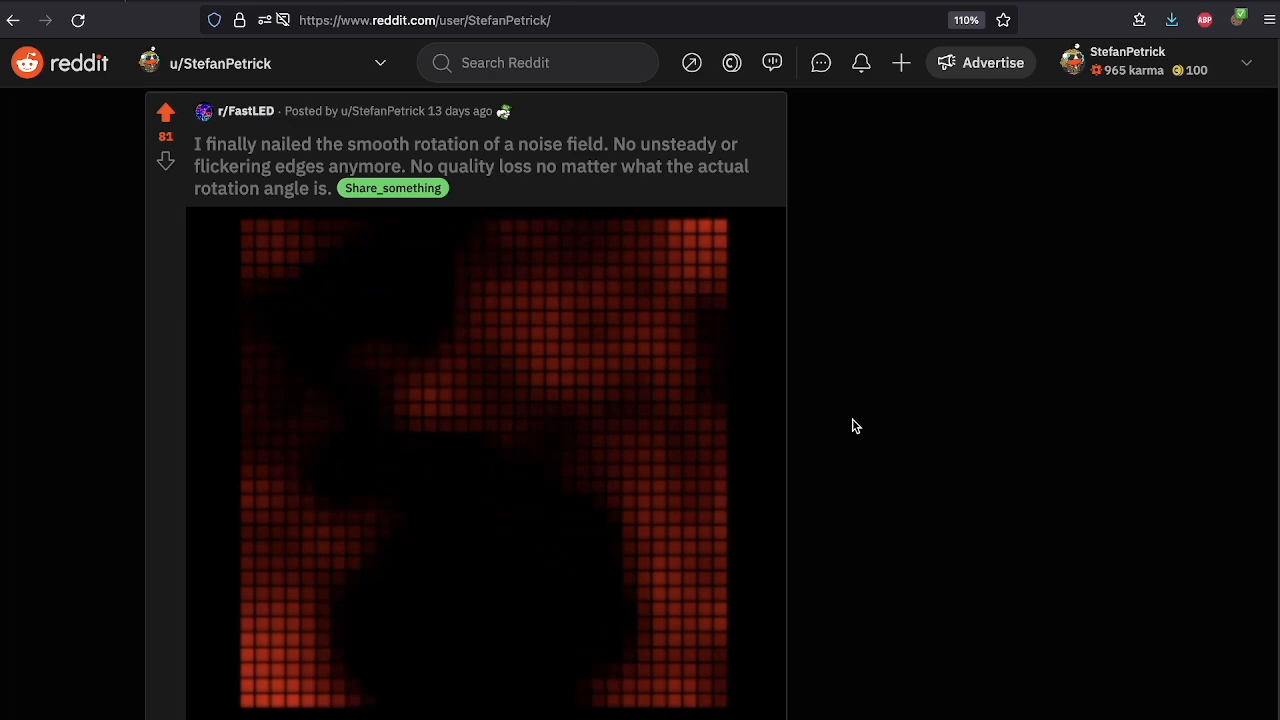 https://www.reddit.com/user/StefanPetrick/
110%
ABP
reddit
u/StefanPetrick
Search Reddit
Advertise
StefanPetrick
965 karma
100
r/FastLED · Posted by u/StefanPetrick 13 days ago
81
I finally nailed the smooth rotation of a noise field. No unsteady or
flickering edges anymore. No quality loss no matter what the actual
rotation angle is. Share_something